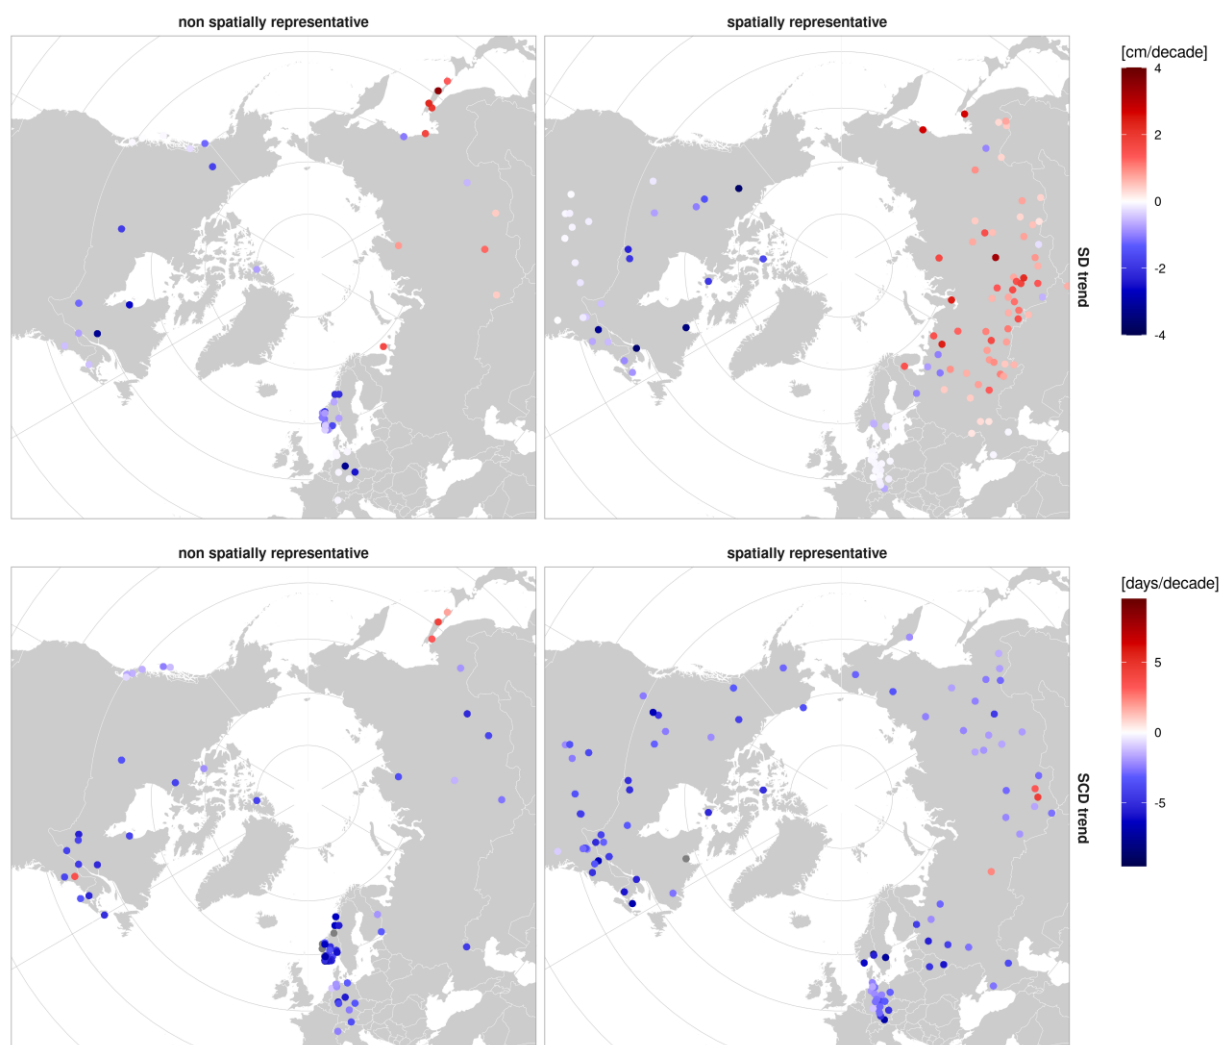 non spatially representative
spatially representative
[cm/decade]
4
2
0
-2
-4
SD trend
non spatially representative
spatially representative
[days/decade]
5
0
-5
SCD trend